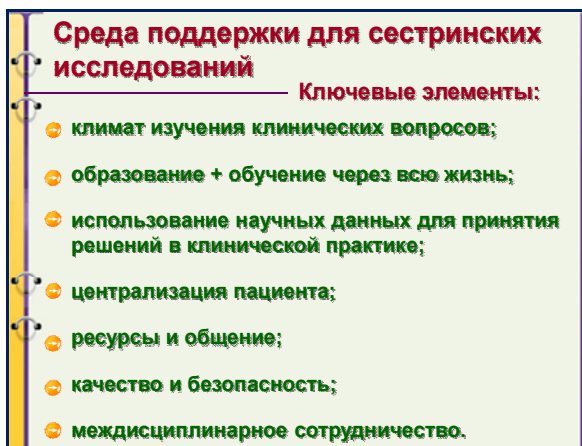 Среда поддержки для сестринских
исследований
Ключевые элементы:
климат изучения клинических вопросов;
образование + обучение через всю жизнь;
использование научных данных для принятия
решений в клинической практике;
централизация пациента;
ресурсы и общение;
качество и безопасность;
междисциплинарное сотрудничество.